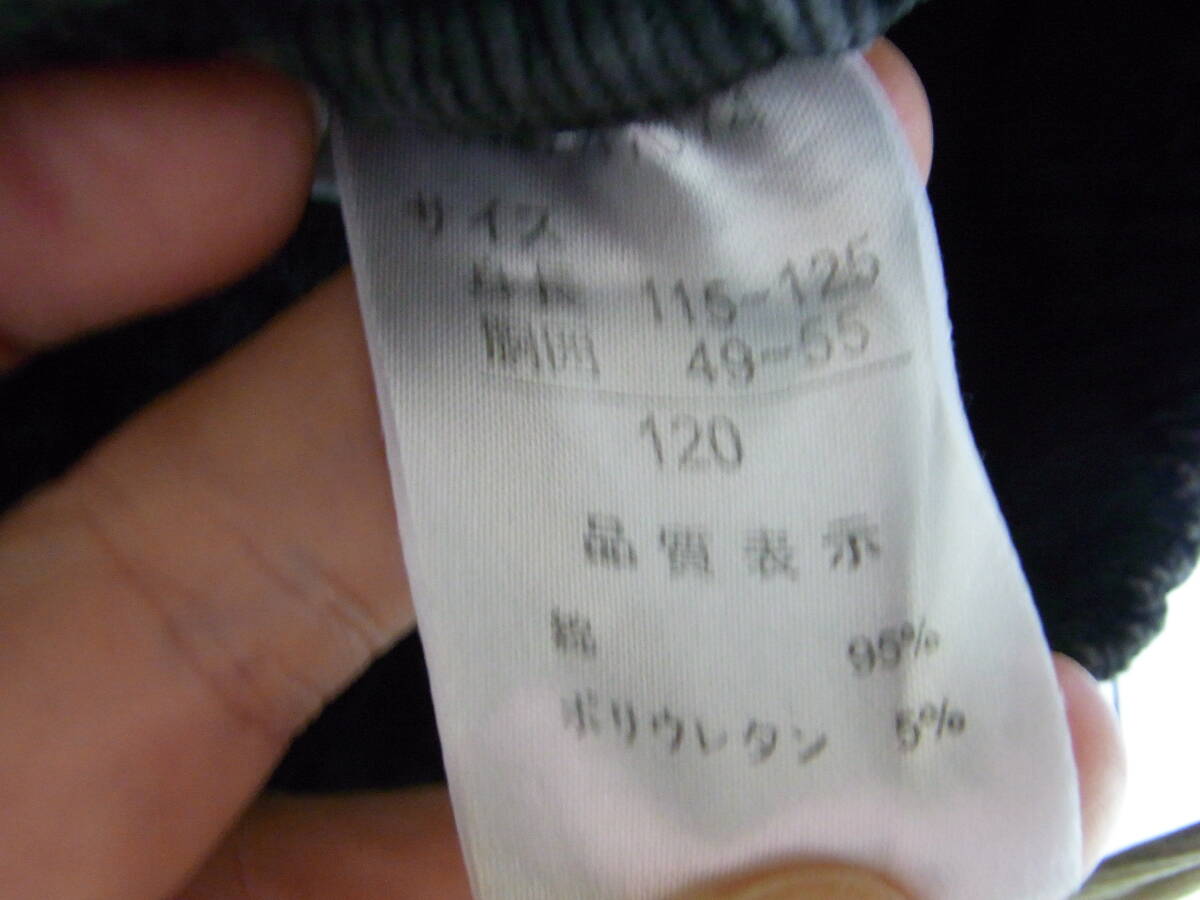 サイズ
身長 115-125
胸囲 49-55
120
品質表示
綿 95%
ポリウレタン 5%